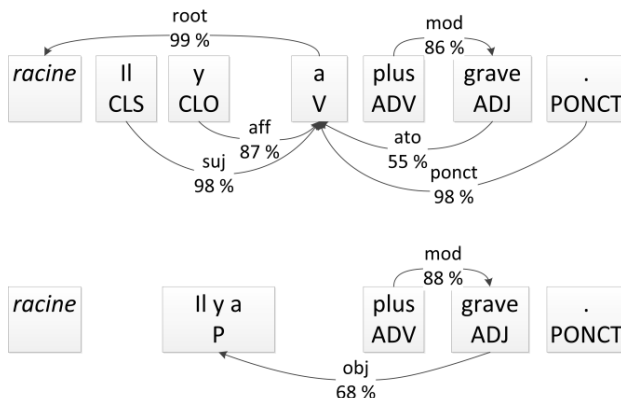 root
99 %
mod
86 %
racine Il y a plus grave .
CLS CLO V ADV ADJ PONCT
aff
87 %
ato
55 %
suj
98 %
ponct
98 %
mod
88 %
racine Il y a plus grave .
P ADV ADJ PONCT
obj
68 %